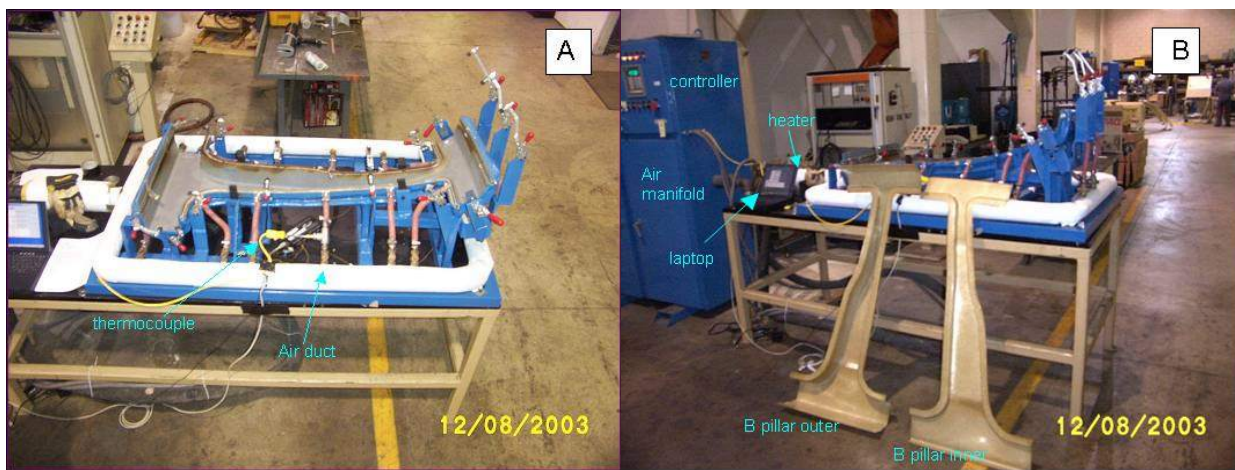 A
thermocouple
Air duct
12/08/2003
B
controller
heater
Air manifold
laptop
B pillar outer
B pillar inner
12/08/2003